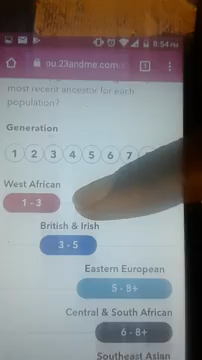 8:54 PM
ou.23andme.com
most recent ancestor for each
population?
Generation
1 2 3 4 5 6 7
West African
1 - 3
British & Irish
3 - 5
Eastern European
5 - 8+
Central & South African
6 - 8+
Southeast Asian